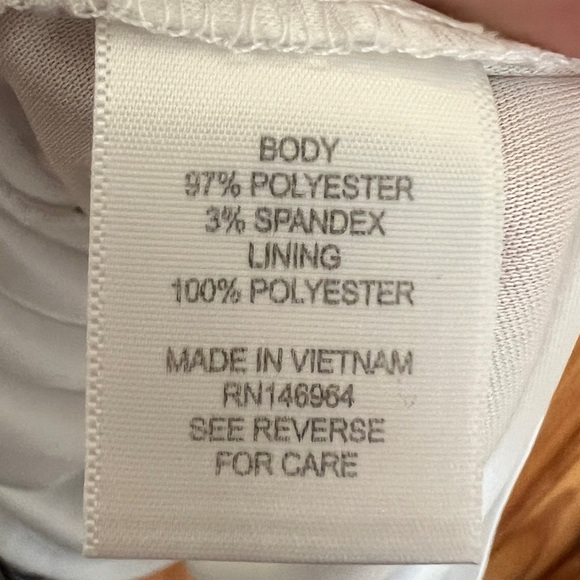 BODY
97% POLYESTER
3% SPANDEX
LINING
100% POLYESTER
MADE IN VIETNAM
RN146964
SEE REVERSE
FOR CARE